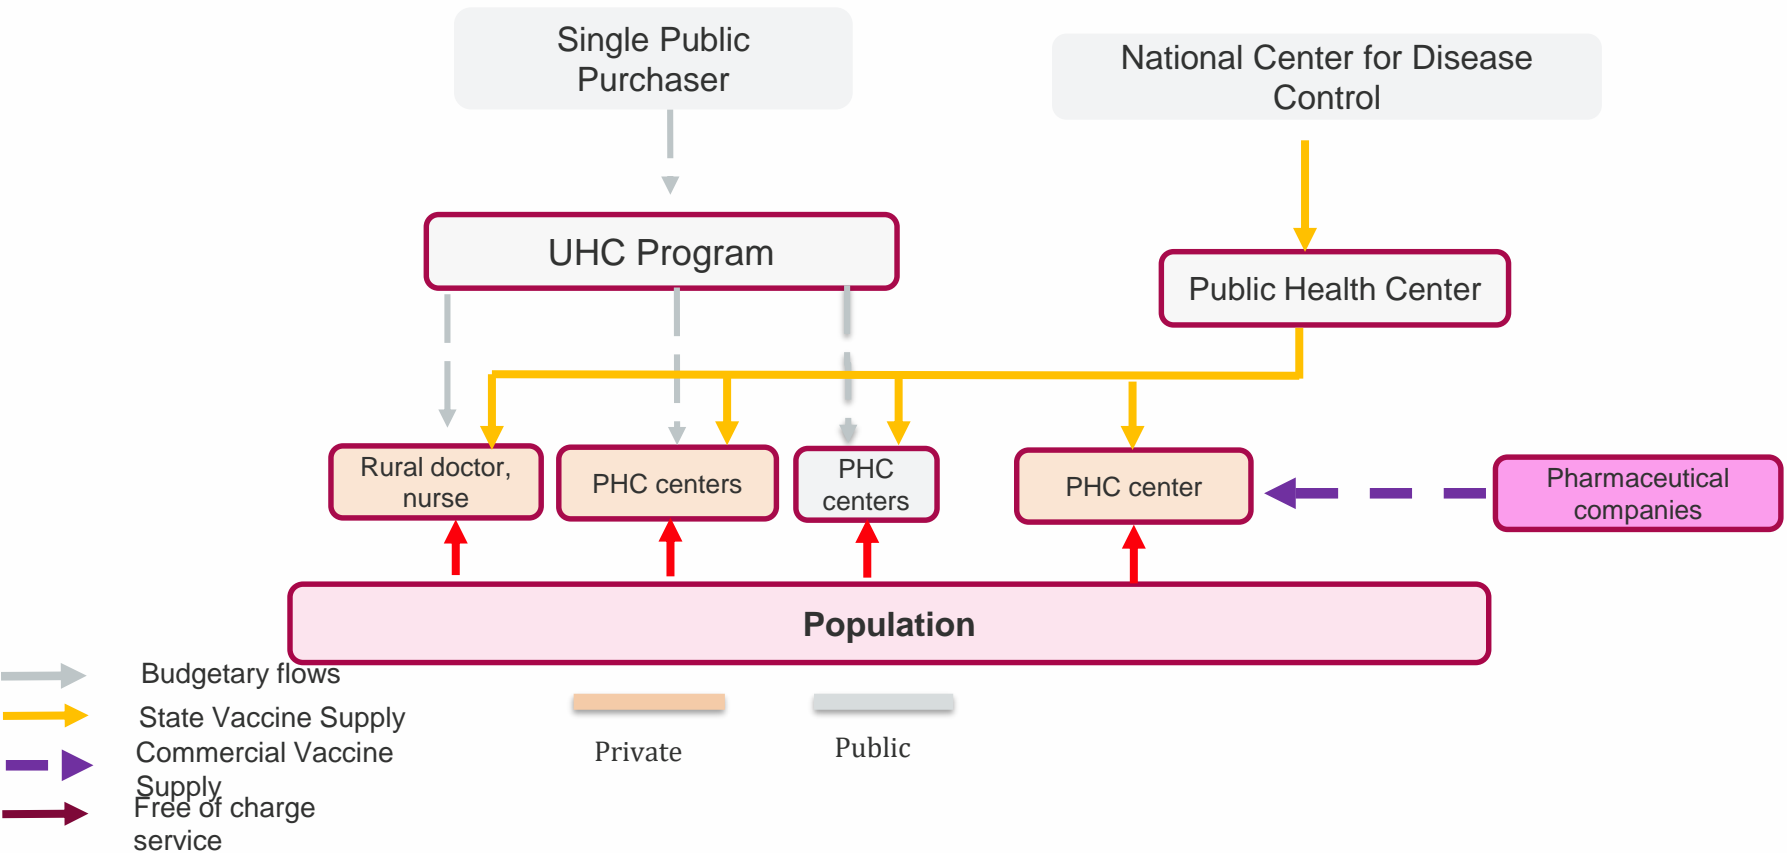 Single Public
Purchaser
National Center for Disease
Control
UHC Program
Public Health Center
Rural doctor,
nurse
PHC centers
PHC
centers
PHC center
Pharmaceutical
companies
Population
Budgetary flows
State Vaccine Supply
Commercial Vaccine
Supply
Free of charge
service
Private
Public